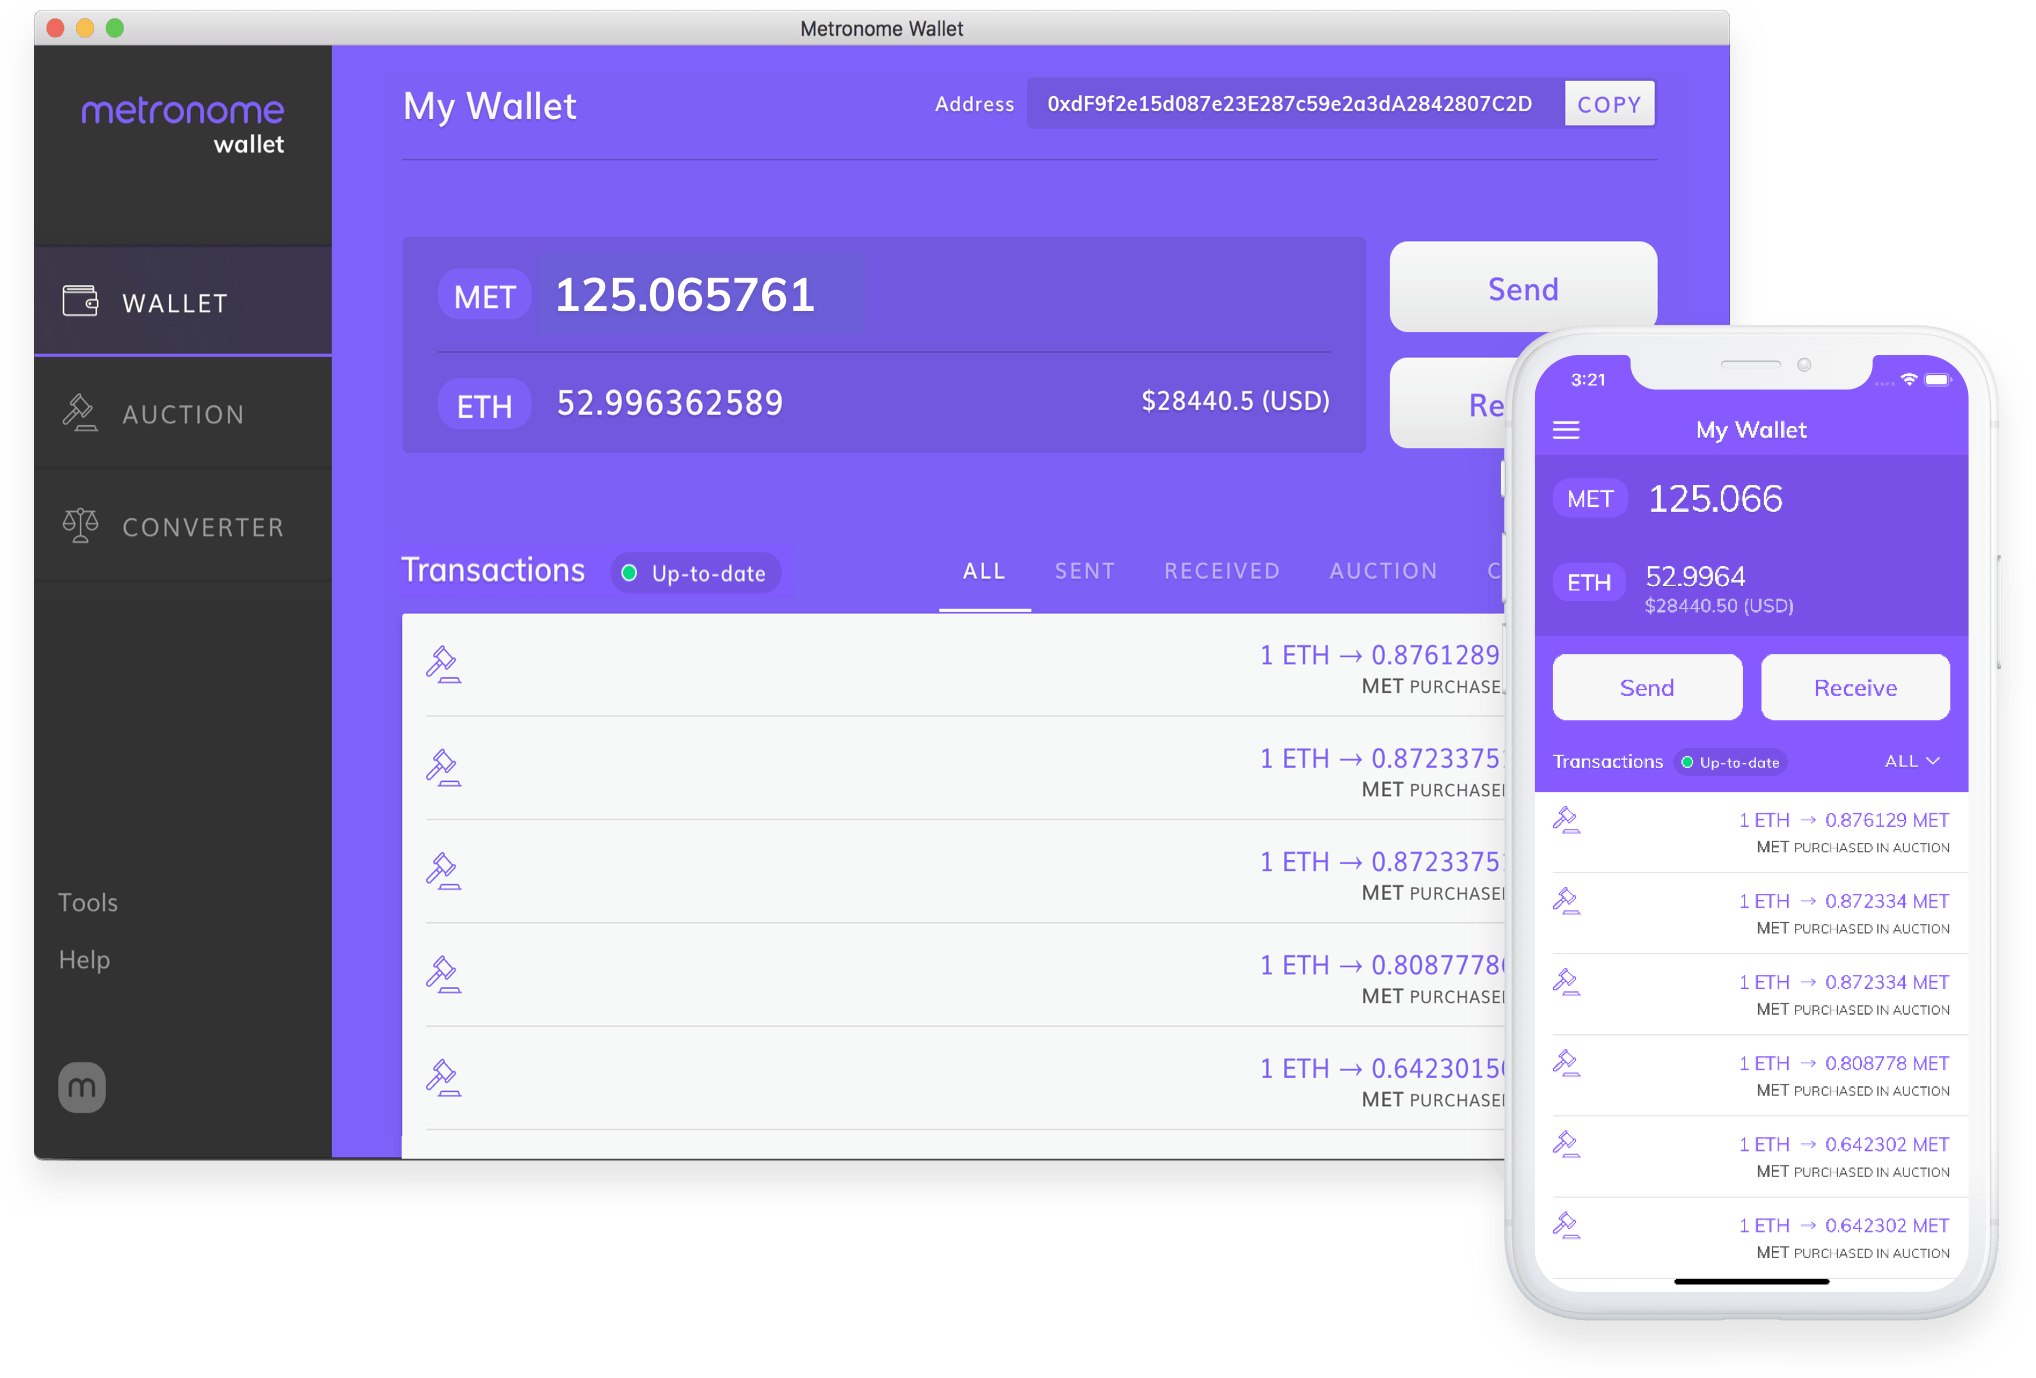 Metronome Wallet
metronome
wallet
WALLET
AUCTION
CONVERTER
Tools
Help
m
My Wallet
Address 0xdF9f2e15d087e23E287c59e2a3dA2842807C2D COPY
MET 125.065761
ETH 52.996362589 $28440.5 (USD)
Send
Re
Transactions Up-to-date ALL SENT RECEIVED AUCTION C
1 ETH → 0.8761289
MET PURCHASE
1 ETH → 0.8723375
MET PURCHASE
1 ETH → 0.8723375
MET PURCHASE
1 ETH → 0.8087778
MET PURCHASE
1 ETH → 0.6423015
MET PURCHASE
3:21
My Wallet
MET 125.066
ETH 52.9964
$28440.50 (USD)
Send Receive
Transactions Up-to-date ALL
1 ETH → 0.876129 MET
MET PURCHASED IN AUCTION
1 ETH → 0.872334 MET
MET PURCHASED IN AUCTION
1 ETH → 0.872334 MET
MET PURCHASED IN AUCTION
1 ETH → 0.808778 MET
MET PURCHASED IN AUCTION
1 ETH → 0.642302 MET
MET PURCHASED IN AUCTION
1 ETH → 0.642302 MET
MET PURCHASED IN AUCTION